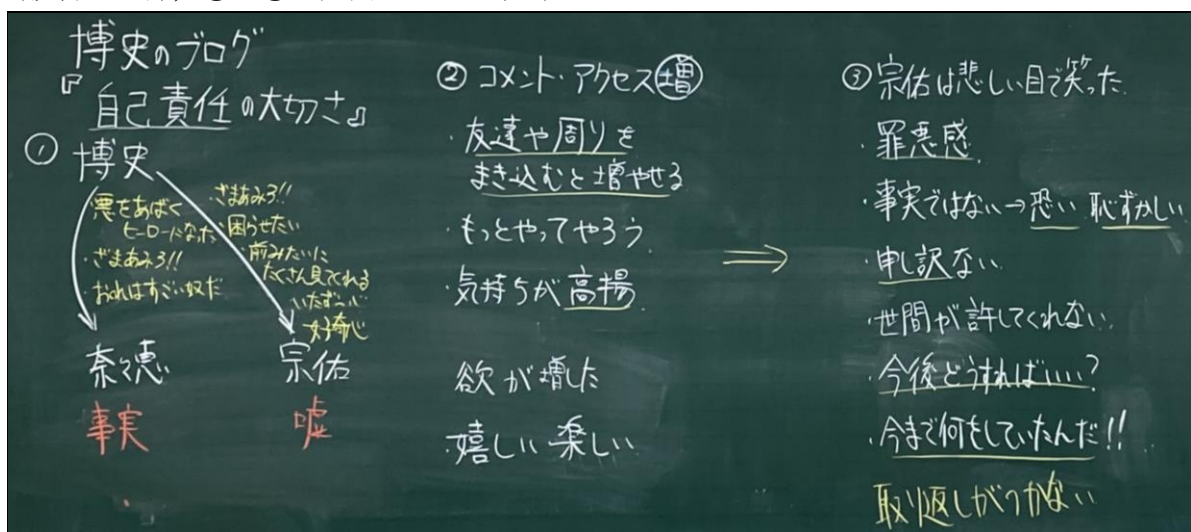 博史のブログ
『自己責任の大切さ』
① 博史
・悪をあばく
ヒーローになった
・ざまあみろ!!
・おれはすごい奴だ
・ざまあみろ!!
・困らせたい
・前みたいに
たくさん見てくれる
いたずら心
好奇心
奈々恵
宗佑
事実
嘘
② コメント・アクセス増
・友達や周りを
まき込むと増やせる
・もっとやってやろう
・気持ちが高揚
欲が増した
・嬉しい 楽しい
⇒
③ 宗佑は悲しい目で笑った
・罪悪感
・事実ではない→恐い 恥ずかしい
・申し訳ない
・世間が許してくれない
・今後どうすればいい?
・今まで何をしていたんだ!!
取り返しがつかない